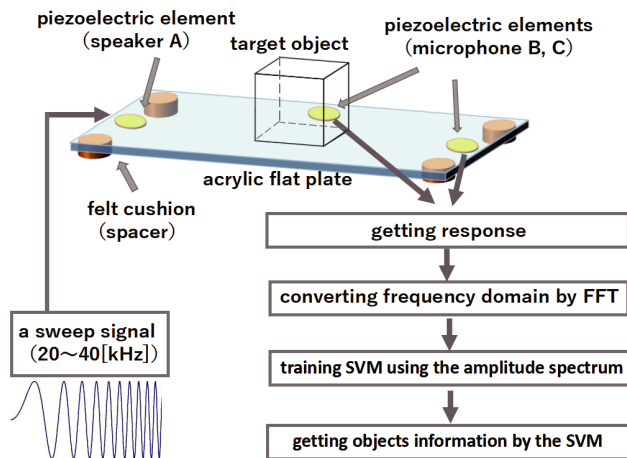 piezoelectric element
(speaker A)
target object
piezoelectric elements
(microphone B, C)
acrylic flat plate
felt cushion
(spacer)
getting response
converting frequency domain by FFT
a sweep signal
(20～40[kHz])
training SVM using the amplitude spectrum
getting objects information by the SVM